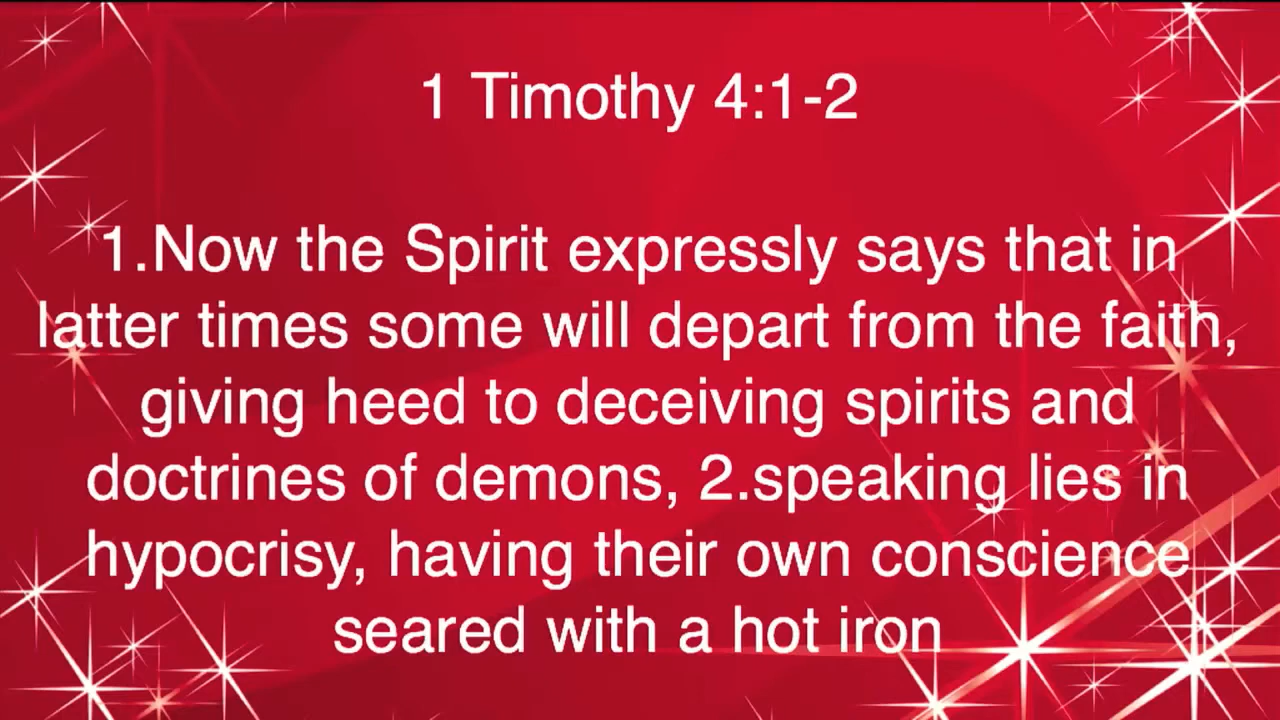 1 Timothy 4:1-2
1.Now the Spirit expressly says that in
latter times some will depart from the faith,
giving heed to deceiving spirits and
doctrines of demons, 2.speaking lies in
hypocrisy, having their own conscience
seared with a hot iron